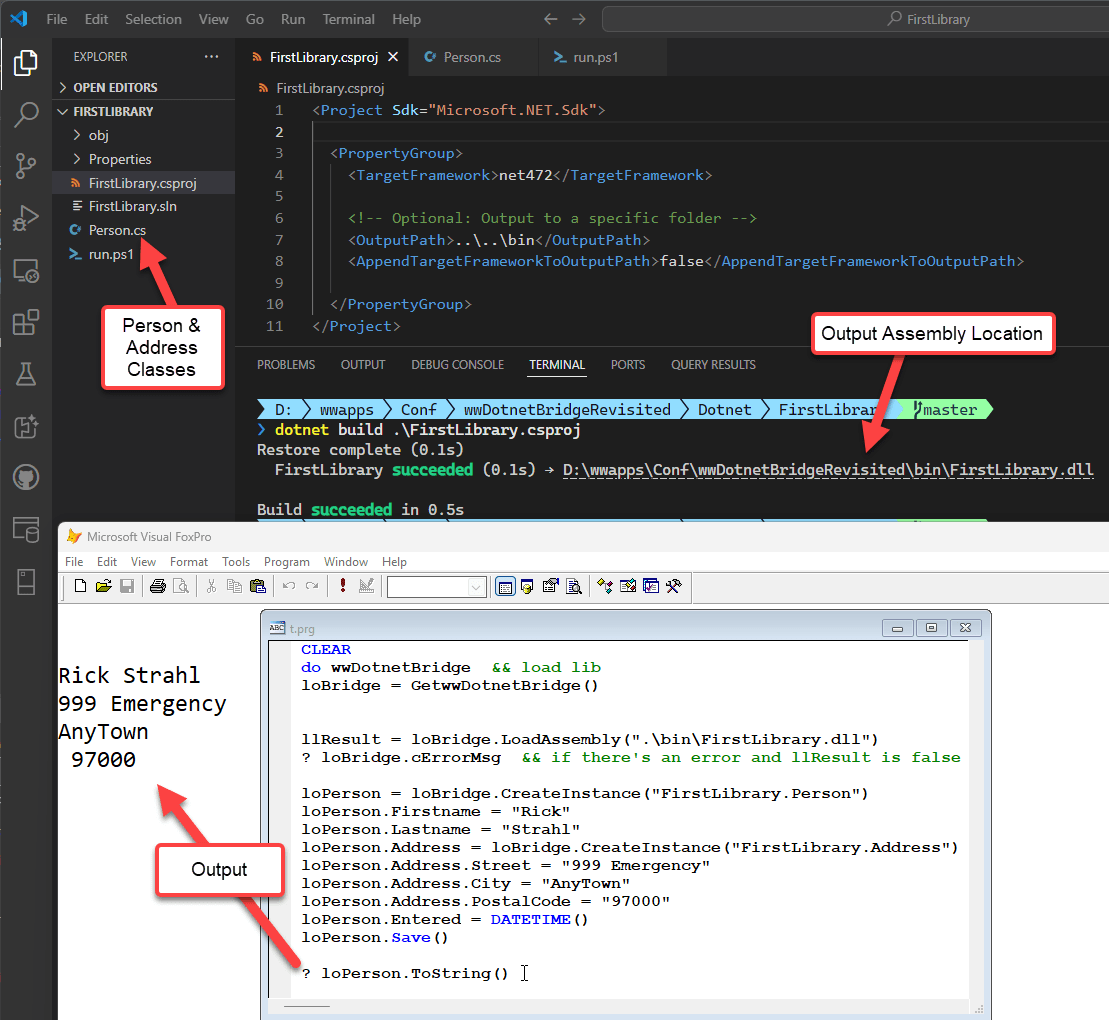 File Edit Selection View Go Run Terminal Help
FirstLibrary
EXPLORER
OPEN EDITORS
FIRSTLIBRARY
obj
Properties
FirstLibrary.csproj
FirstLibrary.sln
Person.cs
run.ps1
Person &
Address
Classes
FirstLibrary.csproj Person.cs run.ps1
FirstLibrary.csproj
1 <Project Sdk="Microsoft.NET.Sdk">
2
3 <PropertyGroup>
4 <TargetFramework>net472</TargetFramework>
5
6 <!-- Optional: Output to a specific folder -->
7 <OutputPath>..\..\bin</OutputPath>
8 <AppendTargetFrameworkToOutputPath>false</AppendTargetFrameworkToOutputPath>
9
10 </PropertyGroup>
11 </Project>
Output Assembly Location
PROBLEMS OUTPUT DEBUG CONSOLE TERMINAL PORTS QUERY RESULTS
D: wwapps Conf wwDotnetBridgeRevisited Dotnet FirstLibrar master
❯ dotnet build .\FirstLibrary.csproj
Restore complete (0.1s)
FirstLibrary succeeded (0.1s) → D:\wwapps\Conf\wwDotnetBridgeRevisited\bin\FirstLibrary.dll
Build succeeded in 0.5s
Microsoft Visual FoxPro
File Edit View Format Tools Program Window Help
Rick Strahl
999 Emergency
AnyTown
97000
Output
ABC t.prg
CLEAR
do wwDotnetBridge && load lib
loBridge = GetwwDotnetBridge()
llResult = loBridge.LoadAssembly(".\bin\FirstLibrary.dll")
? loBridge.cErrorMsg && if there's an error and llResult is false
loPerson = loBridge.CreateInstance("FirstLibrary.Person")
loPerson.Firstname = "Rick"
loPerson.Lastname = "Strahl"
loPerson.Address = loBridge.CreateInstance("FirstLibrary.Address")
loPerson.Address.Street = "999 Emergency"
loPerson.Address.City = "AnyTown"
loPerson.Address.PostalCode = "97000"
loPerson.Entered = DATETIME()
loPerson.Save()
? loPerson.ToString()